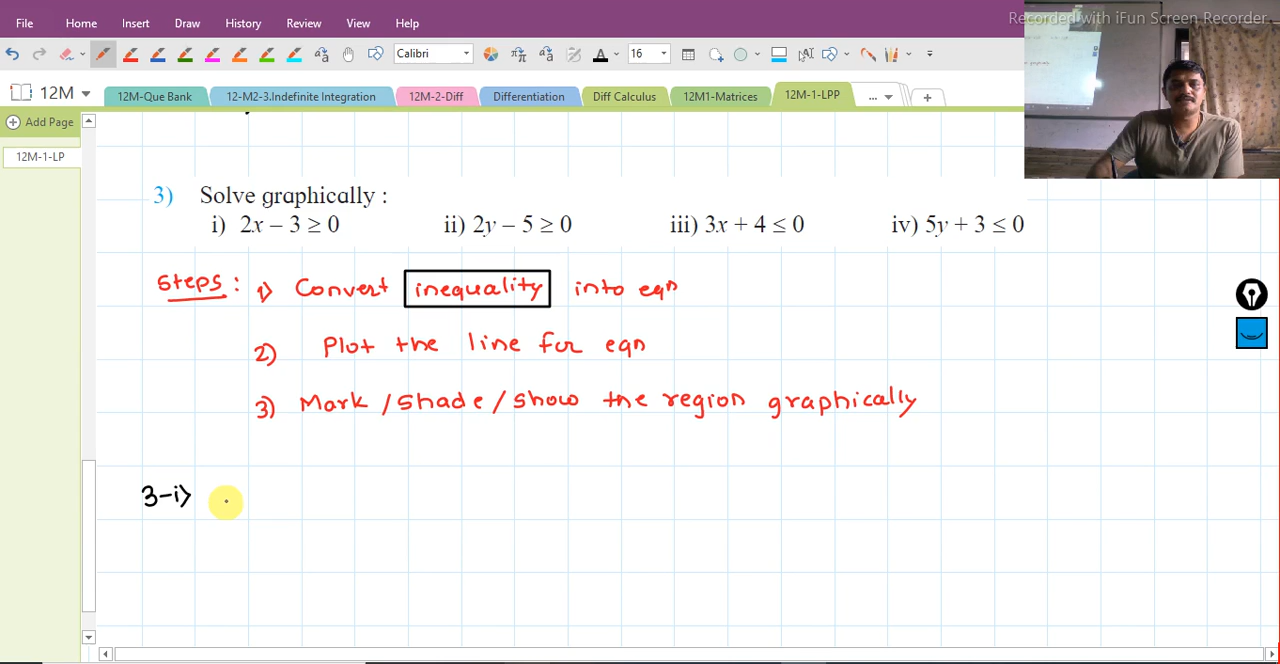 File Home Insert Draw History Review View Help
Recorded with iFun Screen Recorder
Calibri 16
12M 12M-Que Bank 12-M2-3.Indefinite Integration 12M-2-Diff Differentiation Diff Calculus 12M1-Matrices 12M-1-LPP ... +
Add Page
12M-1-LP
3) Solve graphically :
i) 2x – 3 ≥ 0 ii) 2y – 5 ≥ 0 iii) 3x + 4 ≤ 0 iv) 5y + 3 ≤ 0
Steps : 1) Convert inequality into eqn
2) Plot the line for eqn
3) Mark / shade / show the region graphically
3-i)